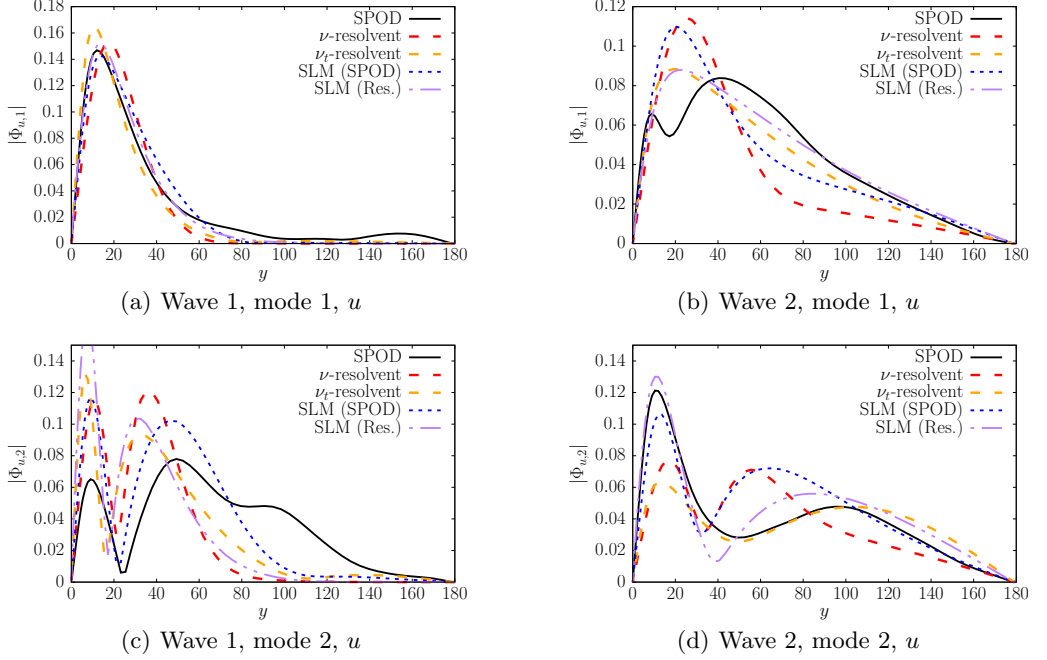 |Φu,1|
0.18
0.16
0.14
0.12
0.1
0.08
0.06
0.04
0.02
0
0 20 40 60 80 100 120 140 160 180
y
SPOD
ν-resolvent
νt-resolvent
SLM (SPOD)
SLM (Res.)
(a) Wave 1, mode 1, u
|Φu,1|
0.12
0.1
0.08
0.06
0.04
0.02
0
0 20 40 60 80 100 120 140 160 180
y
SPOD
ν-resolvent
νt-resolvent
SLM (SPOD)
SLM (Res.)
(b) Wave 2, mode 1, u
|Φu,2|
0.14
0.12
0.1
0.08
0.06
0.04
0.02
0
0 20 40 60 80 100 120 140 160 180
y
SPOD
ν-resolvent
νt-resolvent
SLM (SPOD)
SLM (Res.)
(c) Wave 1, mode 2, u
|Φu,2|
0.14
0.12
0.1
0.08
0.06
0.04
0.02
0
0 20 40 60 80 100 120 140 160 180
y
SPOD
ν-resolvent
νt-resolvent
SLM (SPOD)
SLM (Res.)
(d) Wave 2, mode 2, u